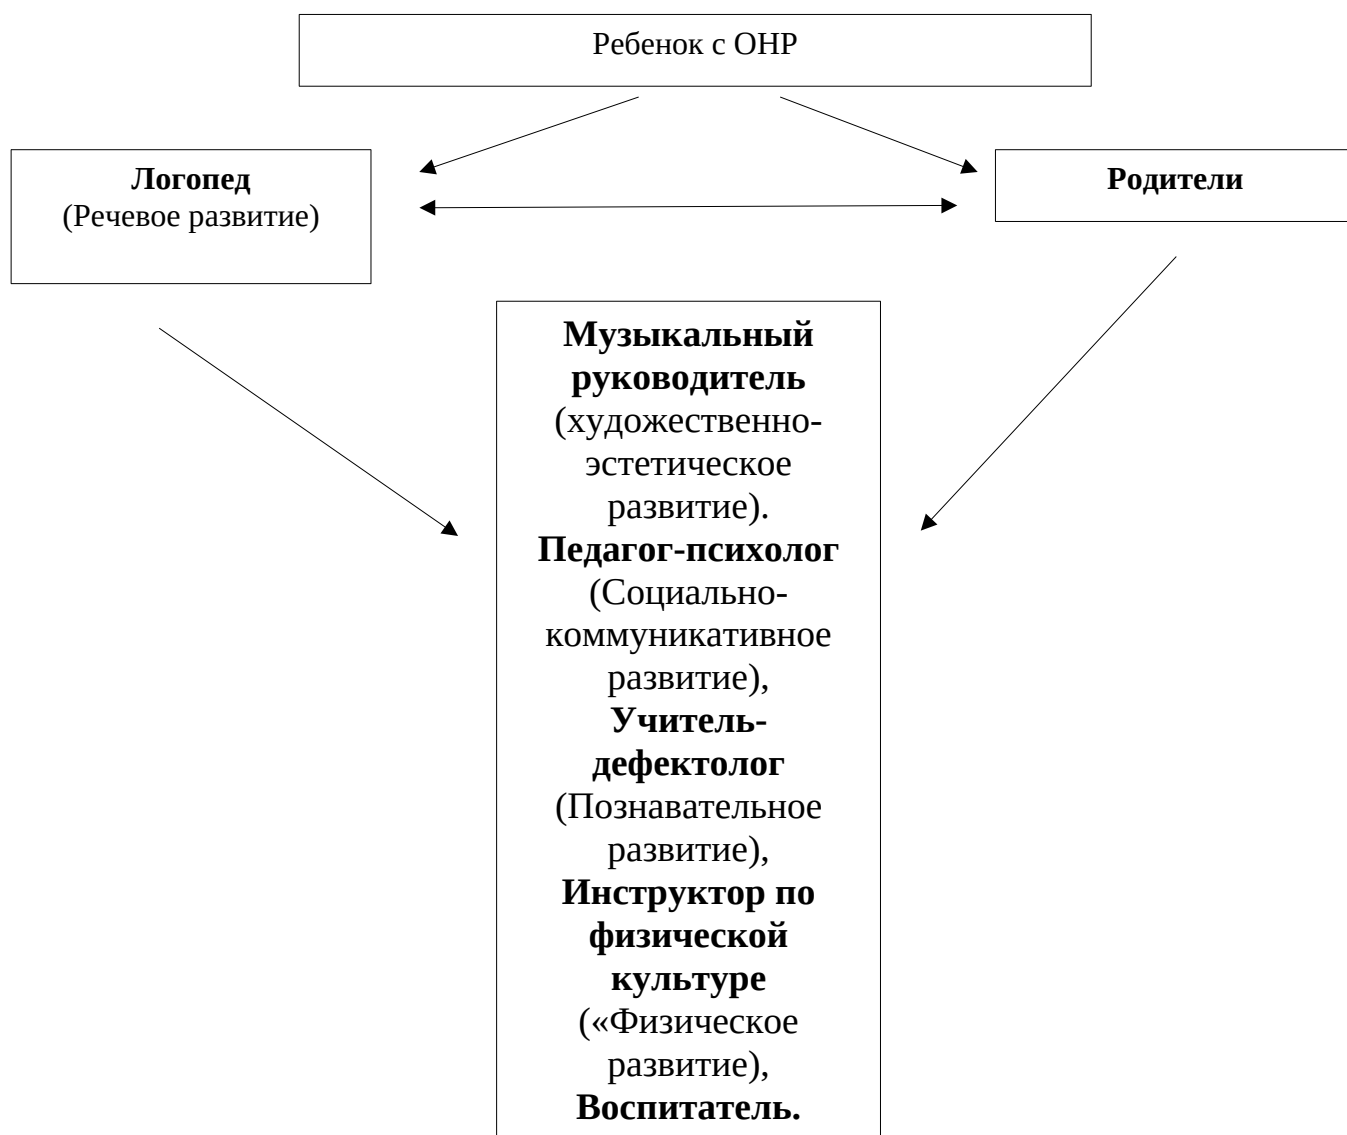 Ребенок с ОНР
Логопед
(Речевое развитие)
Родители
Музыкальный
руководитель
(художественно-
эстетическое
развитие).
Педагог-психолог
(Социально-
коммуникативное
развитие),
Учитель-
дефектолог
(Познавательное
развитие),
Инструктор по
физической
культуре
(«Физическое
развитие),
Воспитатель.